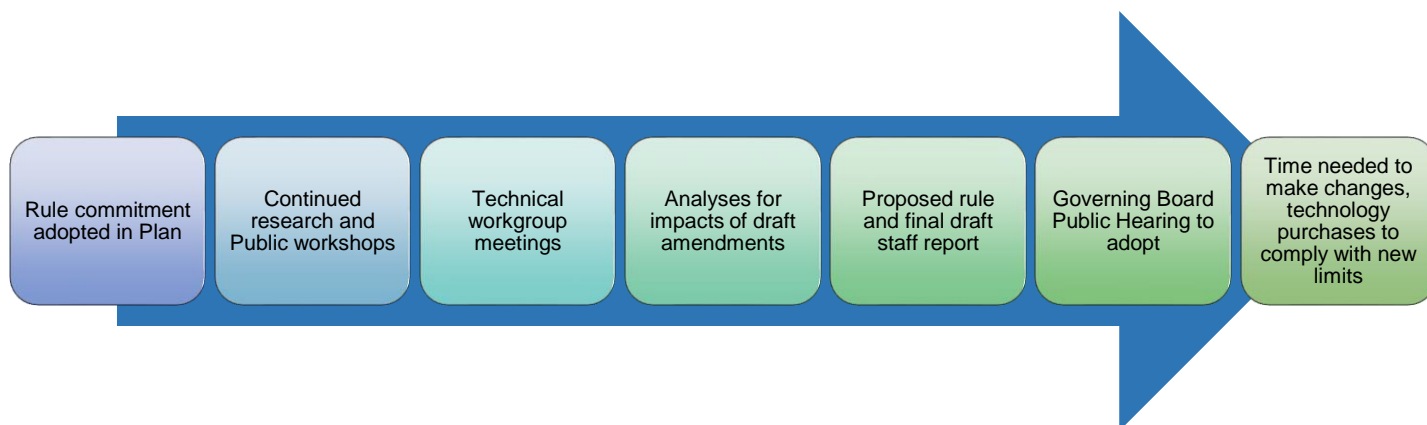 Rule commitment
adopted in Plan
Continued
research and
Public workshops
Technical
workgroup
meetings
Analyses for
impacts of draft
amendments
Proposed rule
and final draft
staff report
Governing Board
Public Hearing to
adopt
Time needed to
make changes,
technology
purchases to
comply with new
limits